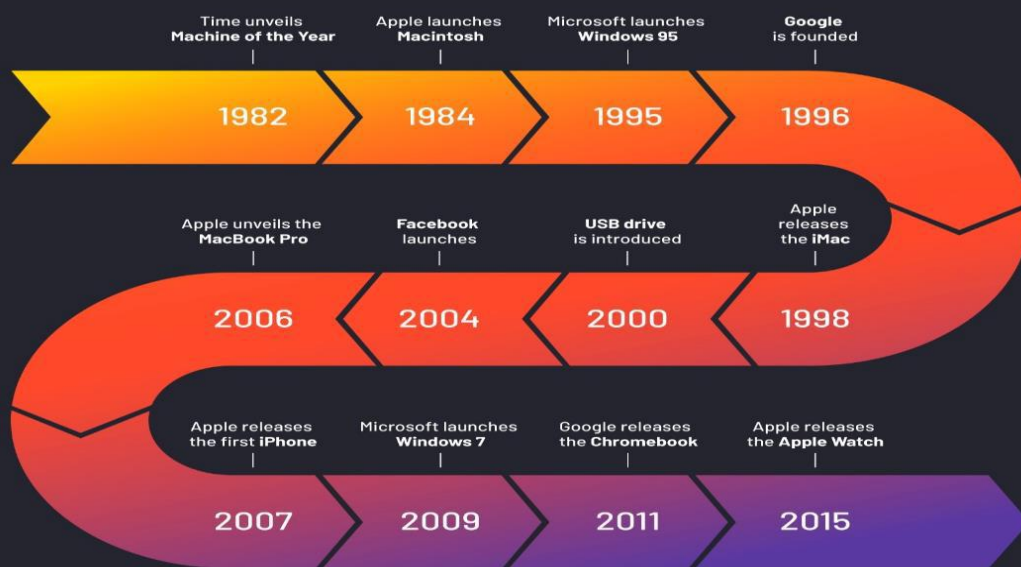 Time unveils
Machine of the Year
Apple launches
Macintosh
Microsoft launches
Windows 95
Google
is founded
1982
1984
1995
1996
Apple unveils the
MacBook Pro
Facebook
launches
USB drive
is introduced
Apple
releases
the iMac
2006
2004
2000
1998
Apple releases
the first iPhone
Microsoft launches
Windows 7
Google releases
the Chromebook
Apple releases
the Apple Watch
2007
2009
2011
2015